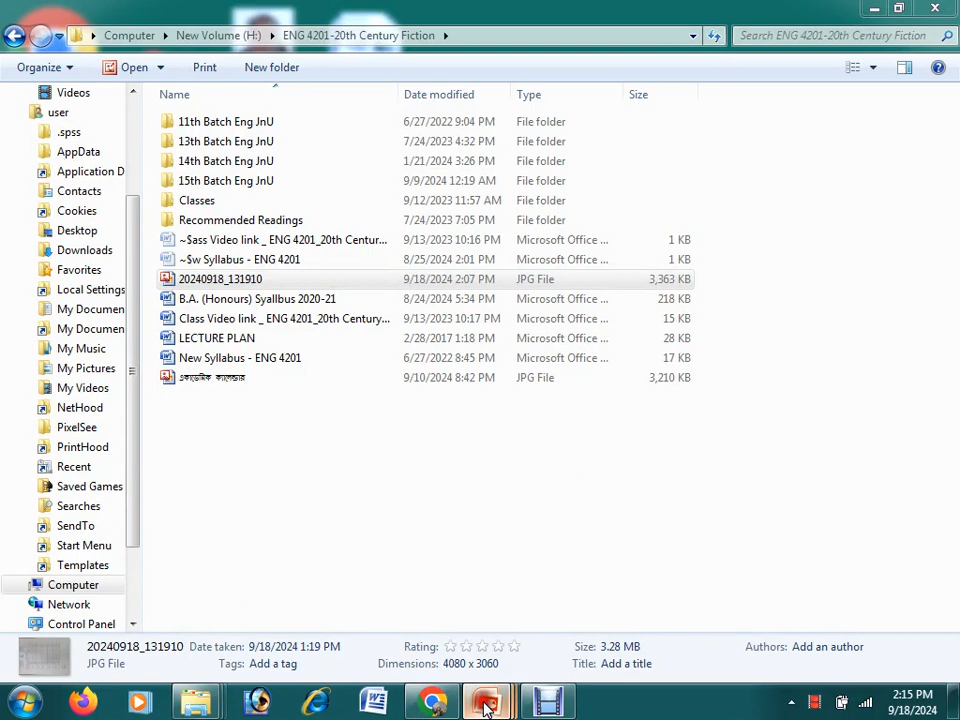 Computer ▸ New Volume (H:) ▸ ENG 4201-20th Century Fiction ▸
Search ENG 4201-20th Century Fiction
Organize Open Print New folder
Name Date modified Type Size
11th Batch Eng JnU 6/27/2022 9:04 PM File folder
13th Batch Eng JnU 7/24/2023 4:32 PM File folder
14th Batch Eng JnU 1/21/2024 3:26 PM File folder
15th Batch Eng JnU 9/9/2024 12:19 AM File folder
Classes 9/12/2023 11:57 AM File folder
Recommended Readings 7/24/2023 7:05 PM File folder
~$ass Video link _ ENG 4201_20th Centur... 9/13/2023 10:16 PM Microsoft Office ... 1 KB
~$w Syllabus - ENG 4201 8/25/2024 2:01 PM Microsoft Office ... 1 KB
20240918_131910 9/18/2024 2:07 PM JPG File 3,363 KB
B.A. (Honours) Syallbus 2020-21 8/24/2024 5:34 PM Microsoft Office ... 218 KB
Class Video link _ ENG 4201_20th Century... 9/13/2023 10:17 PM Microsoft Office ... 15 KB
LECTURE PLAN 2/28/2017 1:18 PM Microsoft Office ... 28 KB
New Syllabus - ENG 4201 6/27/2022 8:45 PM Microsoft Office ... 17 KB
একাডেমিক ক্যালেন্ডার 9/10/2024 8:42 PM JPG File 3,210 KB
Videos
user
.spss
AppData
Application D
Contacts
Cookies
Desktop
Downloads
Favorites
Local Settings
My Documen
My Documen
My Music
My Pictures
My Videos
NetHood
PixelSee
PrintHood
Recent
Saved Games
Searches
SendTo
Start Menu
Templates
Computer
Network
Control Panel
20240918_131910 Date taken: 9/18/2024 1:19 PM Rating: Size: 3.28 MB Authors: Add an author
JPG File Tags: Add a tag Dimensions: 4080 x 3060 Title: Add a title
2:15 PM
9/18/2024